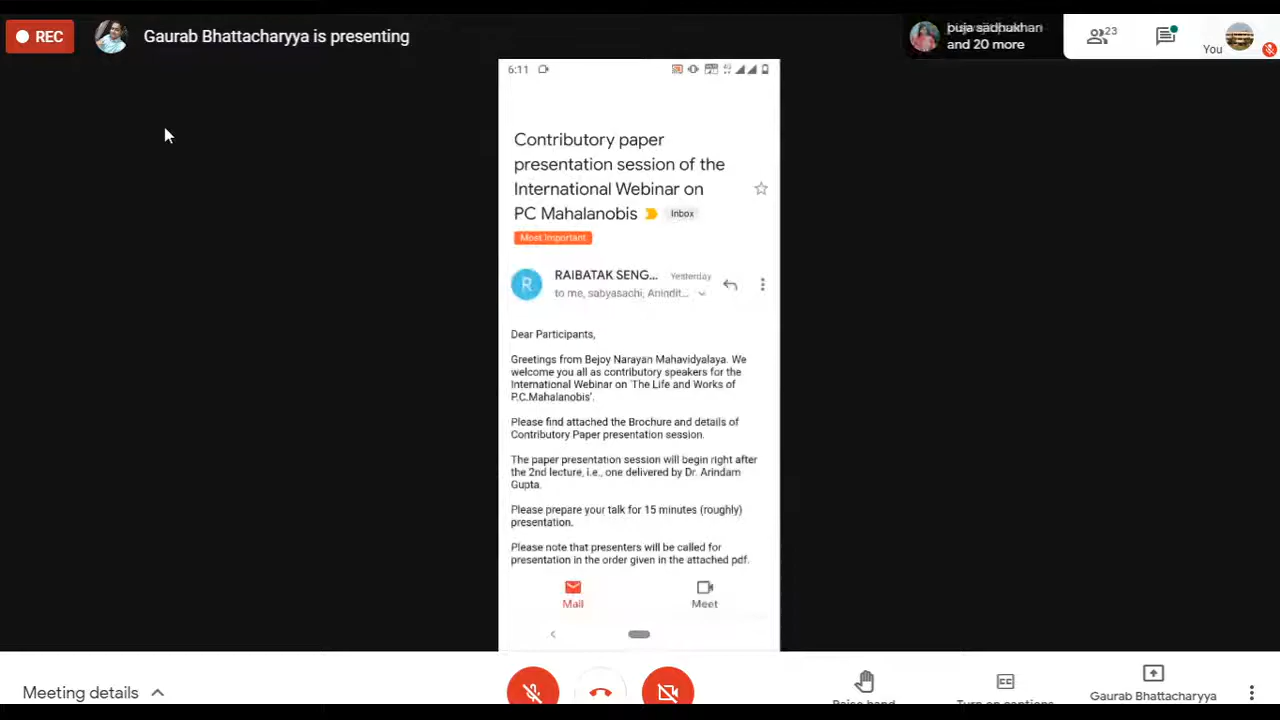 REC
Gaurab Bhattacharyya is presenting
and 20 more
23
You
6:11
Contributory paper
presentation session of the
International Webinar on
PC Mahalanobis
Inbox
Most Important
R
RAIBATAK SENG...
Yesterday
to me, sabyasachi, Anindit...
Dear Participants,
Greetings from Bejoy Narayan Mahavidyalaya. We
welcome you all as contributory speakers for the
International Webinar on 'The Life and Works of
P.C.Mahalanobis'.
Please find attached the Brochure and details of
Contributory Paper presentation session.
The paper presentation session will begin right after
the 2nd lecture, i.e., one delivered by Dr. Arindam
Gupta.
Please prepare your talk for 15 minutes (roughly)
presentation.
Please note that presenters will be called for
presentation in the order given in the attached pdf.
Mail
Meet
Meeting details
Raise hand
CC
Turn on captions
Gaurab Bhattacharyya